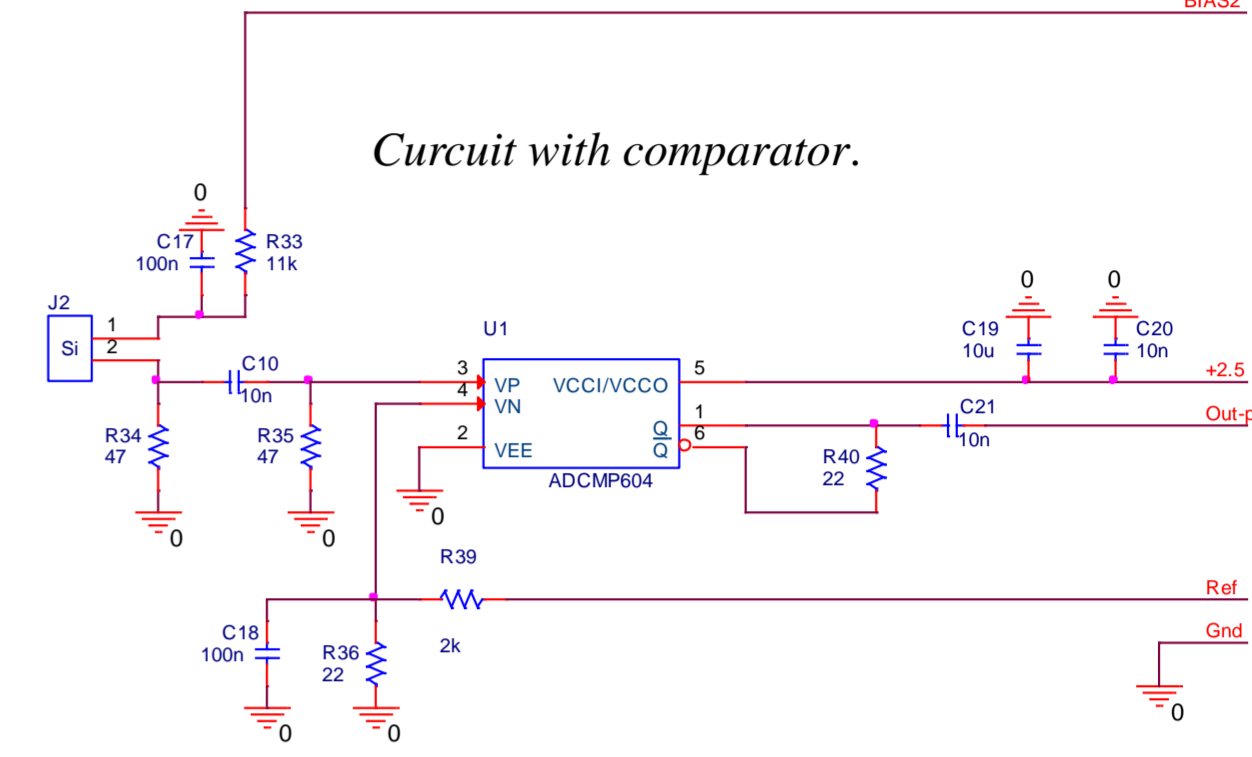 BIAS2
Curcuit with comparator.
0
C17
100n
R33
11k
J2
Si
1
2
C10
10n
R34
47
0
R35
47
0
U1
3
4
2
VP
VN
VEE
VCCI/VCCO
Q
Q
5
1
6
ADCMP604
0
0
C19
10u
0
C20
10n
+2.5
Out-p
C21
10n
R40
22
R39
2k
Ref
Gnd
0
C18
100n
0
R36
22
0